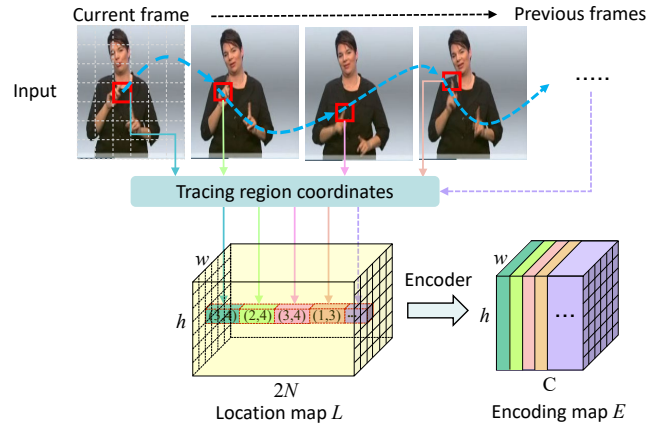 Current frame
Previous frames
Input
.....
Tracing region coordinates
w
h
(3,4) (2,4) (3,4) (1,3) ...
2N
Location map L
Encoder
w
h
...
C
Encoding map E